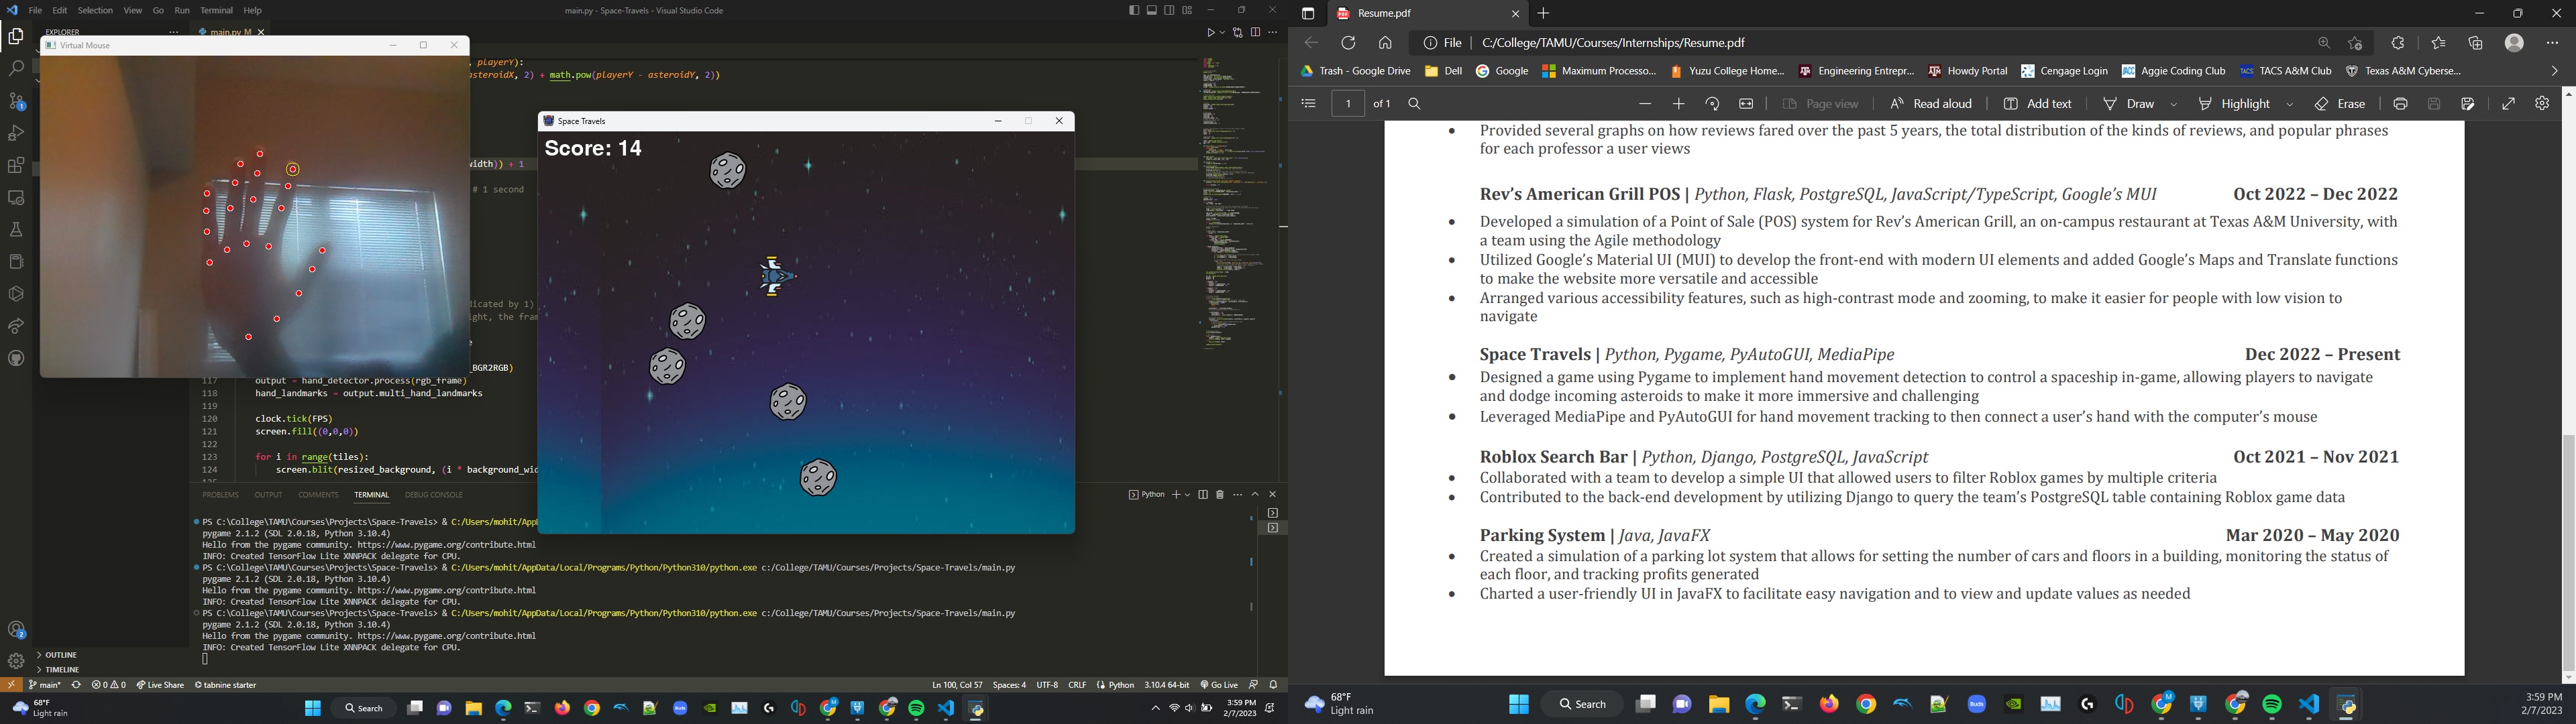 File Edit Selection View Go Run Terminal Help
main.py - Space-Travels - Visual Studio Code
EXPLORER
main.py M
Virtual Mouse
playerY):
asteroidX, 2) + math.pow(playerY - asteroidY, 2))
width)) + 1
# 1 second
dicated by 1)
ight, the fram
_BGR2RGB)
117 output = hand_detector.process(rgb_frame)
118 hand_landmarks = output.multi_hand_landmarks
119
120 clock.tick(FPS)
121 screen.fill((0,0,0))
122
123 for i in range(tiles):
124 screen.blit(resized_background, (i * background_wid
Space Travels
Score: 14
PROBLEMS OUTPUT COMMENTS TERMINAL DEBUG CONSOLE
Python
PS C:\College\TAMU\Courses\Projects\Space-Travels> & C:/Users/mohit/AppD
pygame 2.1.2 (SDL 2.0.18, Python 3.10.4)
Hello from the pygame community. https://www.pygame.org/contribute.html
INFO: Created TensorFlow Lite XNNPACK delegate for CPU.
PS C:\College\TAMU\Courses\Projects\Space-Travels> & C:/Users/mohit/AppData/Local/Programs/Python/Python310/python.exe c:/College/TAMU/Courses/Projects/Space-Travels/main.py
pygame 2.1.2 (SDL 2.0.18, Python 3.10.4)
Hello from the pygame community. https://www.pygame.org/contribute.html
INFO: Created TensorFlow Lite XNNPACK delegate for CPU.
PS C:\College\TAMU\Courses\Projects\Space-Travels> & C:/Users/mohit/AppData/Local/Programs/Python/Python310/python.exe c:/College/TAMU/Courses/Projects/Space-Travels/main.py
pygame 2.1.2 (SDL 2.0.18, Python 3.10.4)
Hello from the pygame community. https://www.pygame.org/contribute.html
INFO: Created TensorFlow Lite XNNPACK delegate for CPU.
OUTLINE
TIMELINE
main* 0 0 Live Share tabnine starter
Ln 100, Col 57 Spaces: 4 UTF-8 CRLF Python 3.10.4 64-bit Go Live
68°F
Light rain
Search
3:59 PM
2/7/2023
Resume.pdf
File C:/College/TAMU/Courses/Internships/Resume.pdf
Trash - Google Drive Dell Google Maximum Processo... Yuzu College Home... Engineering Entrepr... Howdy Portal Cengage Login Aggie Coding Club TACS A&M Club Texas A&M Cyberse...
1 of 1 Page view Read aloud Add text Draw Highlight Erase
• Provided several graphs on how reviews fared over the past 5 years, the total distribution of the kinds of reviews, and popular phrases
for each professor a user views
Rev's American Grill POS | Python, Flask, PostgreSQL, JavaScript/TypeScript, Google's MUI Oct 2022 – Dec 2022
• Developed a simulation of a Point of Sale (POS) system for Rev's American Grill, an on-campus restaurant at Texas A&M University, with
a team using the Agile methodology
• Utilized Google's Material UI (MUI) to develop the front-end with modern UI elements and added Google's Maps and Translate functions
to make the website more versatile and accessible
• Arranged various accessibility features, such as high-contrast mode and zooming, to make it easier for people with low vision to
navigate
Space Travels | Python, Pygame, PyAutoGUI, MediaPipe Dec 2022 – Present
• Designed a game using Pygame to implement hand movement detection to control a spaceship in-game, allowing players to navigate
and dodge incoming asteroids to make it more immersive and challenging
• Leveraged MediaPipe and PyAutoGUI for hand movement tracking to then connect a user's hand with the computer's mouse
Roblox Search Bar | Python, Django, PostgreSQL, JavaScript Oct 2021 – Nov 2021
• Collaborated with a team to develop a simple UI that allowed users to filter Roblox games by multiple criteria
• Contributed to the back-end development by utilizing Django to query the team's PostgreSQL table containing Roblox game data
Parking System | Java, JavaFX Mar 2020 – May 2020
• Created a simulation of a parking lot system that allows for setting the number of cars and floors in a building, monitoring the status of
each floor, and tracking profits generated
• Charted a user-friendly UI in JavaFX to facilitate easy navigation and to view and update values as needed
68°F
Light rain
Search
3:59 PM
2/7/2023